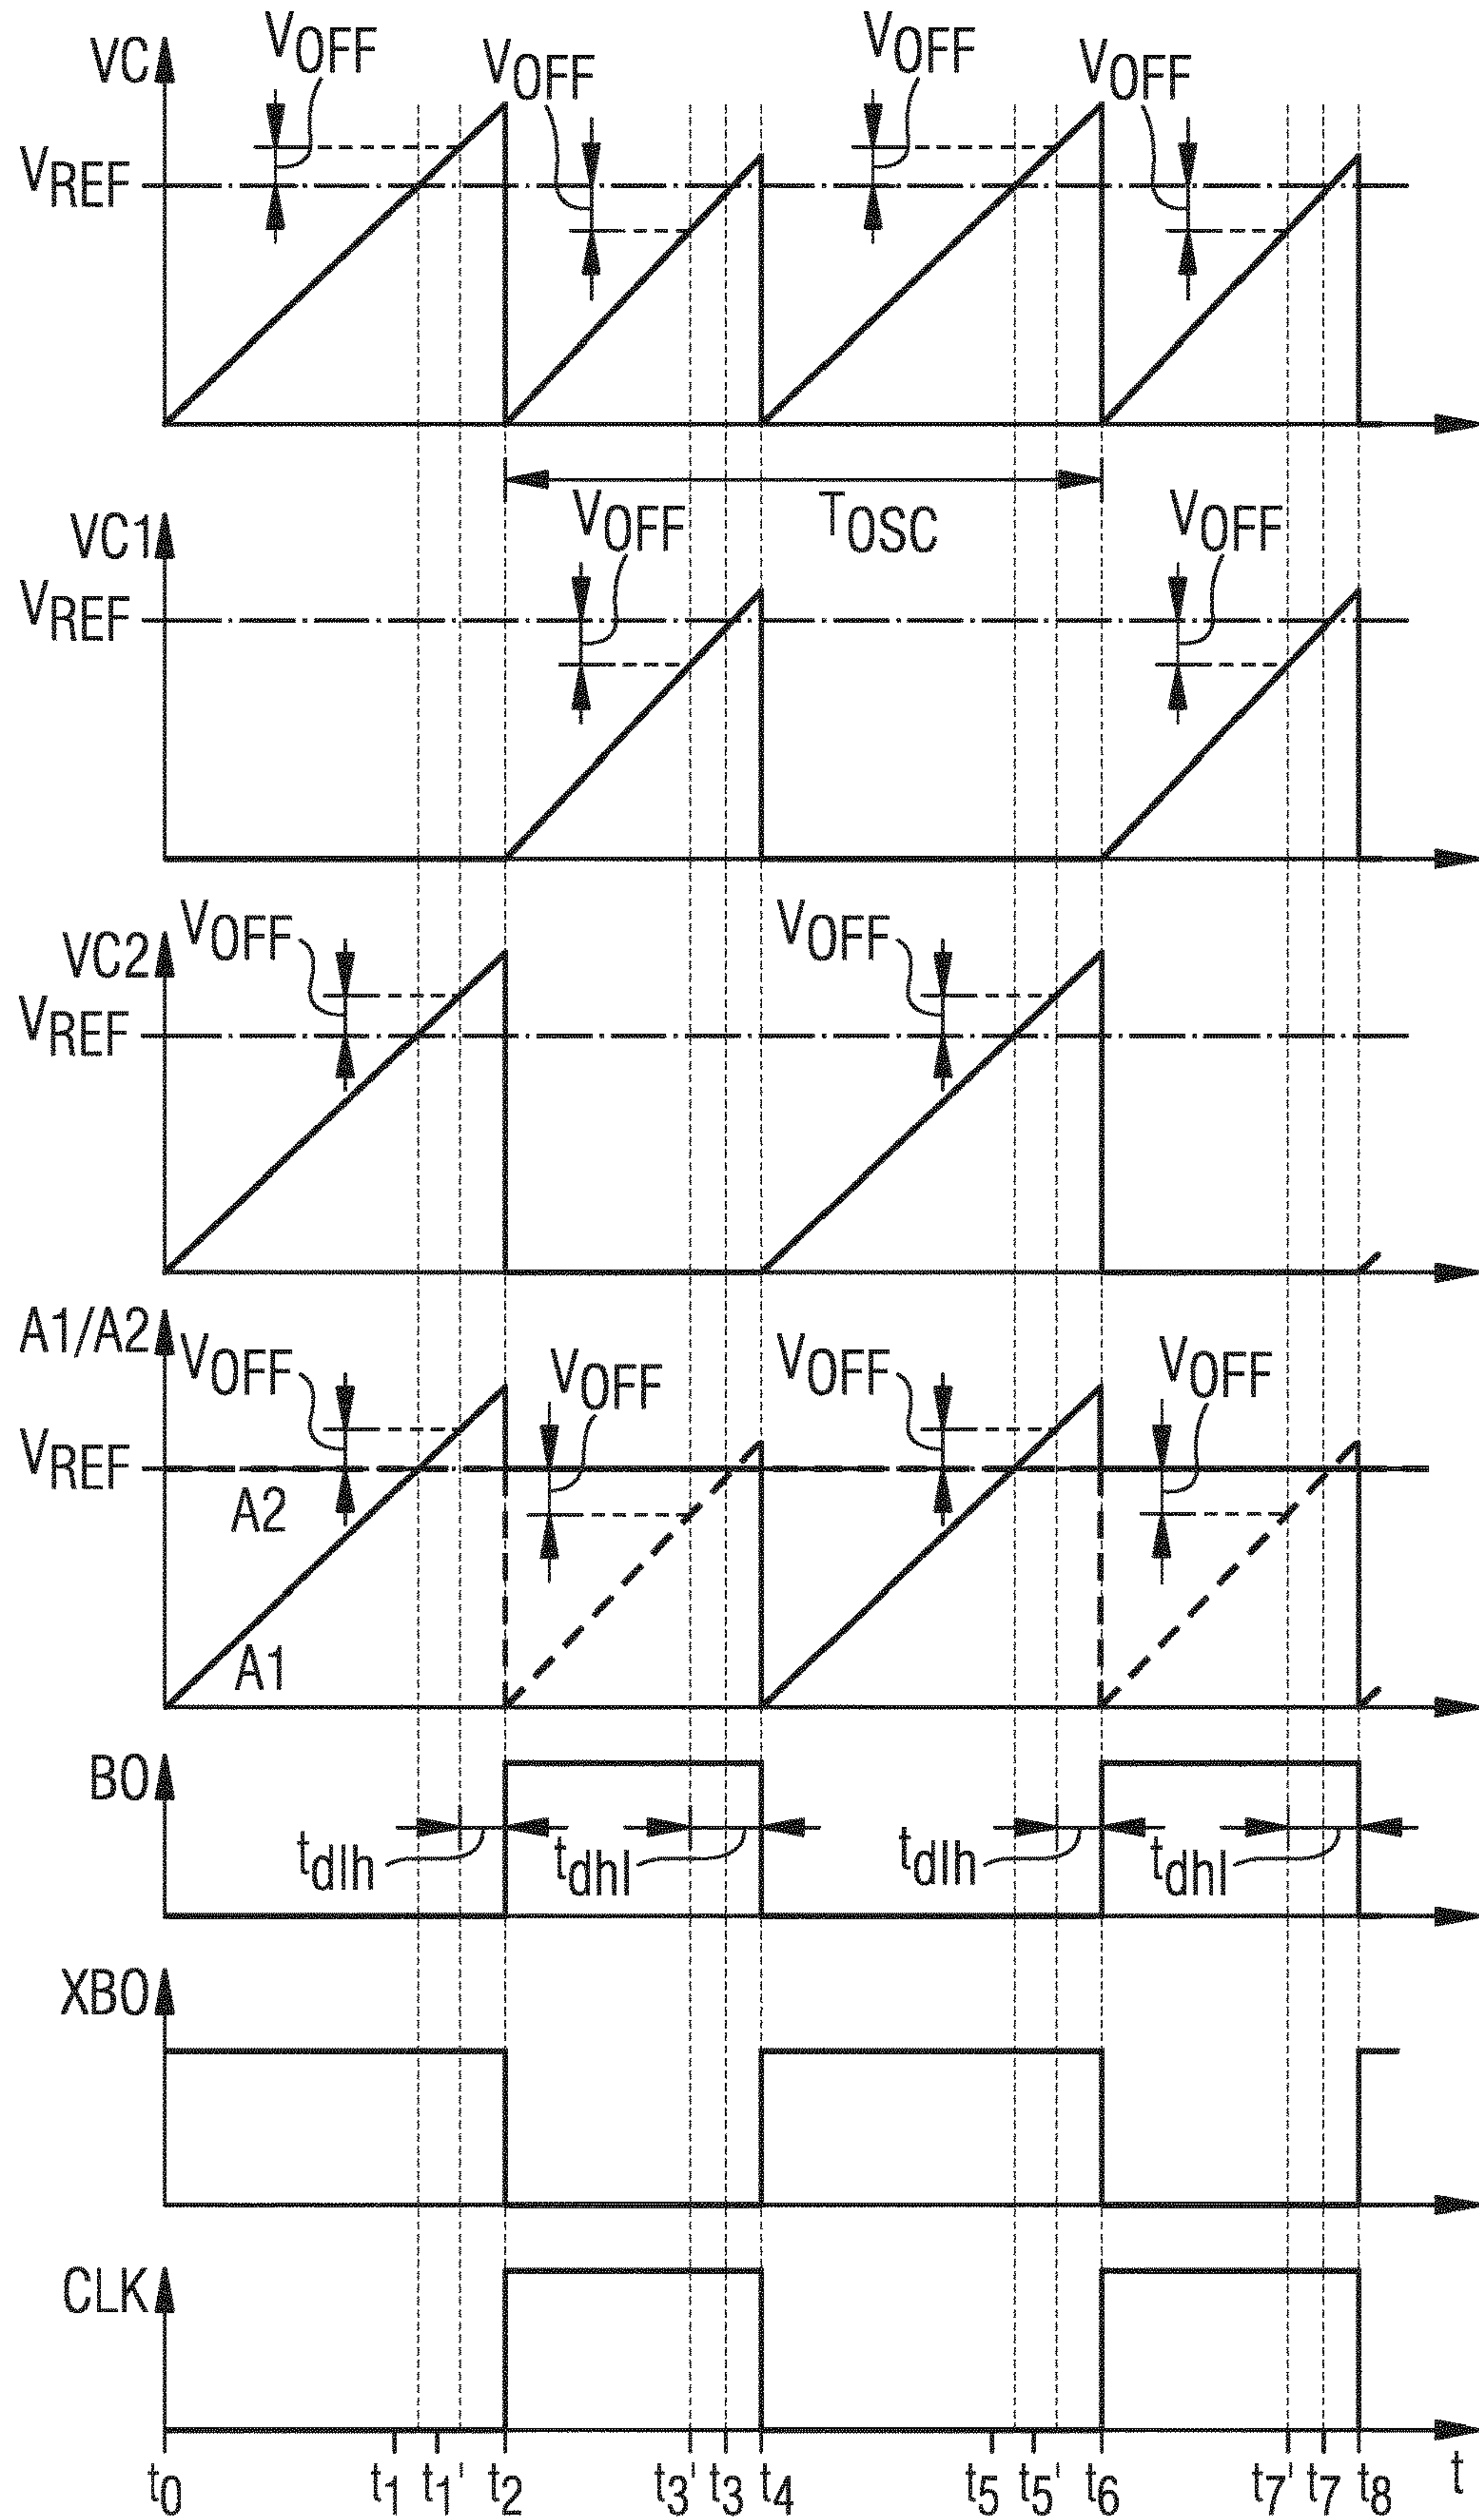 VC
VOFF
VOFF
VOFF
VOFF
VREF
TOSC
VC1
VOFF
VOFF
VREF
VC2
VOFF
VOFF
VREF
A1/A2
VOFF
VOFF
VOFF
VOFF
VREF
A2
A1
BO
tdlh
tdhl
tdlh
tdhl
XBO
CLK
t0 t1 t1' t2 t3' t3 t4 t5 t5' t6 t7' t7 t8 t